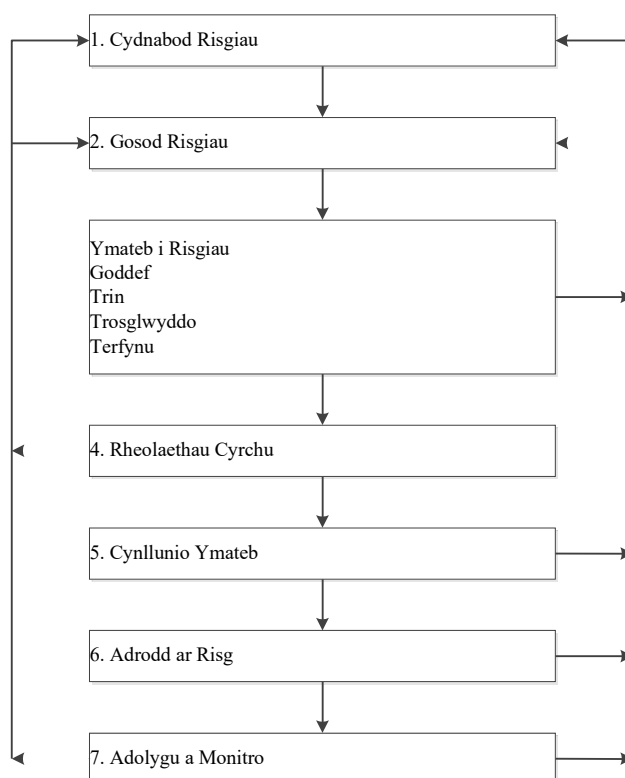 1. Cydnabod Risgiau
2. Gosod Risgiau
Ymateb i Risgiau
Goddef
Trin
Trosglwyddo
Terfynu
4. Rheolaethau Cyrchu
5. Cynllunio Ymateb
6. Adrodd ar Risg
7. Adolygu a Monitro